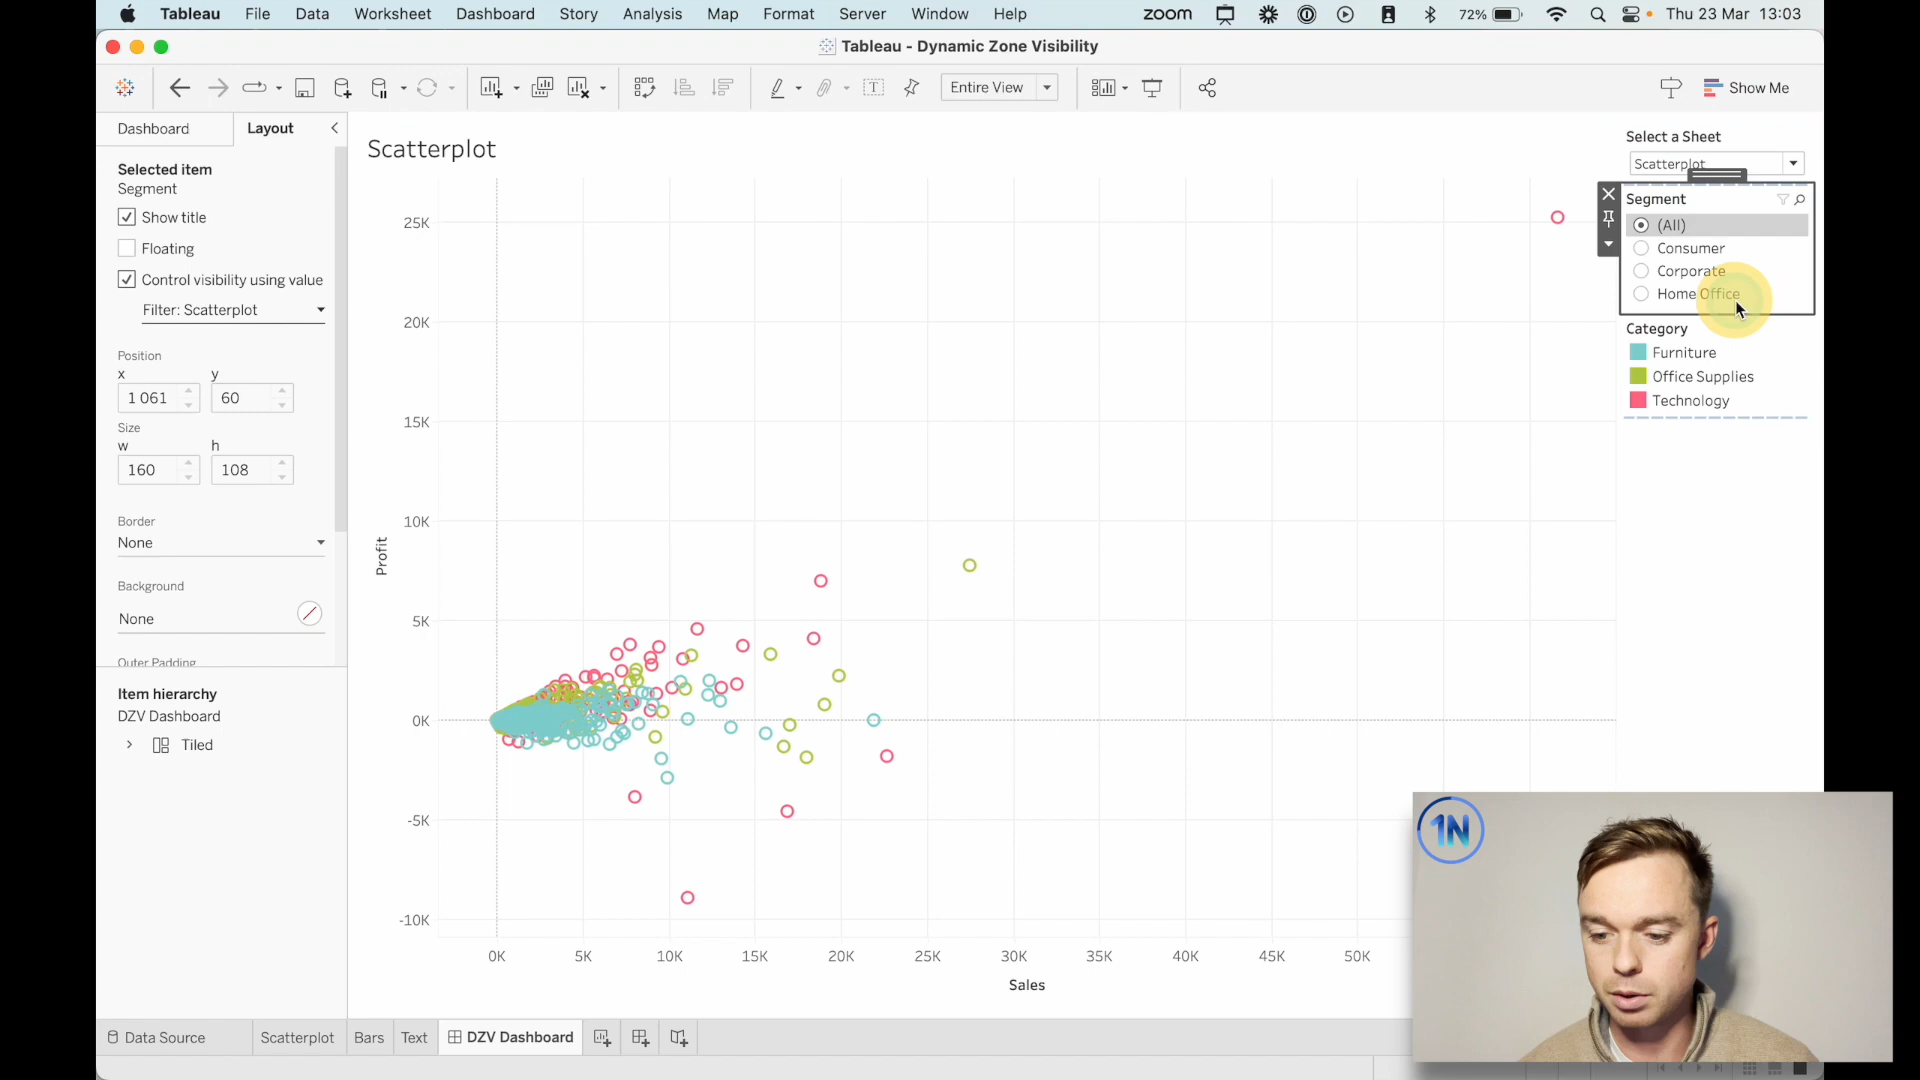 Tableau File Data Worksheet Dashboard Story Analysis Map Format Server Window Help zoom 72% Thu 23 Mar 13:03
Tableau - Dynamic Zone Visibility
Entire View Show Me
Dashboard Layout
Selected item
Segment
Show title
Floating
Control visibility using value
Filter: Scatterplot
Position
x y
1 061 60
Size
w h
160 108
Border
None
Background
None
Outer Padding
Item hierarchy
DZV Dashboard
Tiled
Scatterplot
25K
20K
15K
10K
5K
0K
-5K
-10K
Profit
0K 5K 10K 15K 20K 25K 30K 35K 40K 45K 50K
Sales
Select a Sheet
Scatterplot
Segment
(All)
Consumer
Corporate
Home Office
Category
Furniture
Office Supplies
Technology
1N
Data Source Scatterplot Bars Text DZV Dashboard